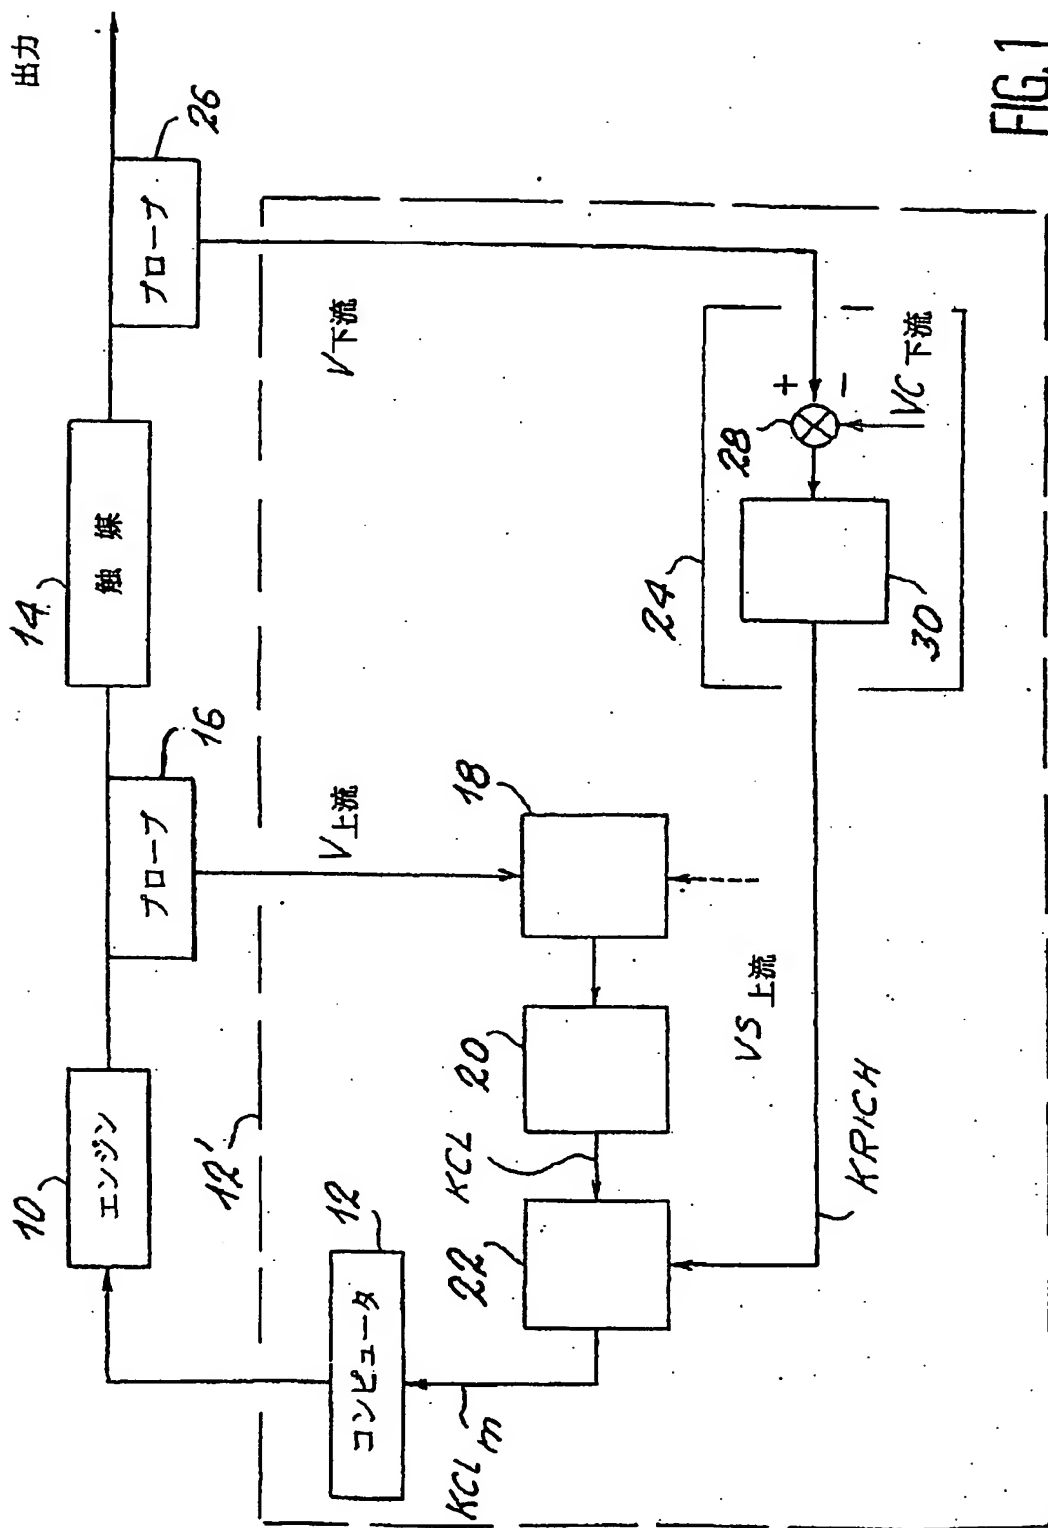 出力
26
プローブ
14
触 媒
16
プローブ
10
エンジン
12'
V下流
V上流
+
−
28
VC下流
24
30
18
20
VS上流
KCL
22
12
コンピュータ
KCLm
KRICH
FIG.1